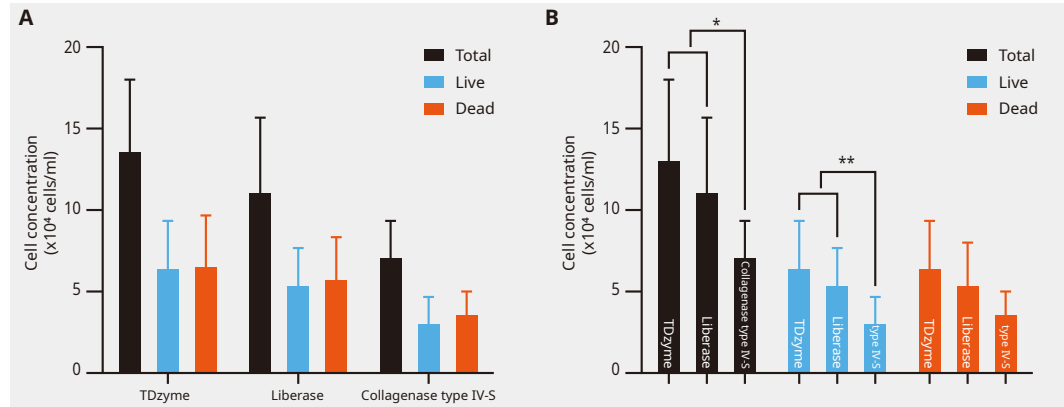 A
Cell concentration
(x10⁴ cells/ml)
20
15
10
5
0
Total
Live
Dead
TDzyme
Liberase
Collagenase type IV-S
B
Cell concentration
(x10⁴ cells/ml)
20
15
10
5
0
*
**
Total
Live
Dead
TDzyme
Liberase
Collagenase type IV-S
TDzyme
Liberase
type IV-S
TDzyme
Liberase
type IV-S